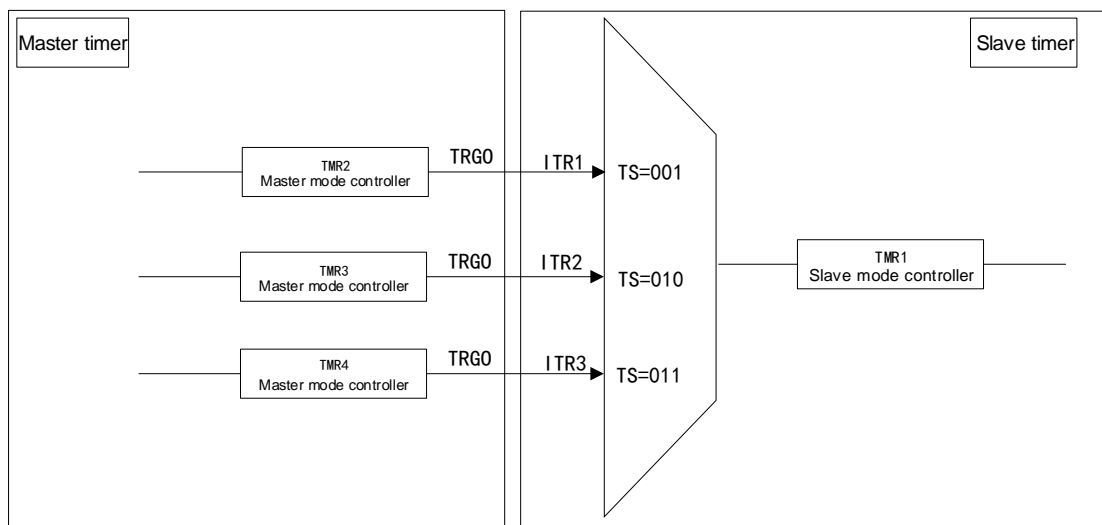 Master timer
Slave timer
TMR2
Master mode controller
TRGO
ITR1
TS=001
TMR3
Master mode controller
TRGO
ITR2
TS=010
TMR1
Slave mode controller
TMR4
Master mode controller
TRGO
ITR3
TS=011